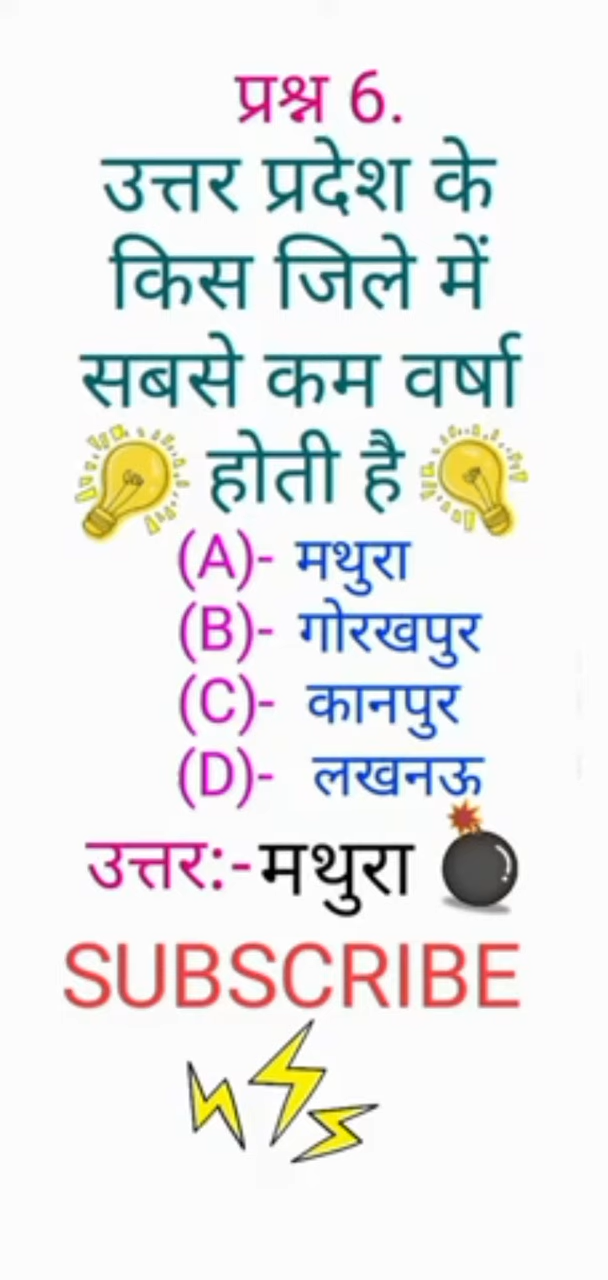 प्रश्न 6.
उत्तर प्रदेश के
किस जिले में
सबसे कम वर्षा
होती है
(A)- मथुरा
(B)- गोरखपुर
(C)- कानपुर
(D)- लखनऊ
उत्तर:-मथुरा
SUBSCRIBE